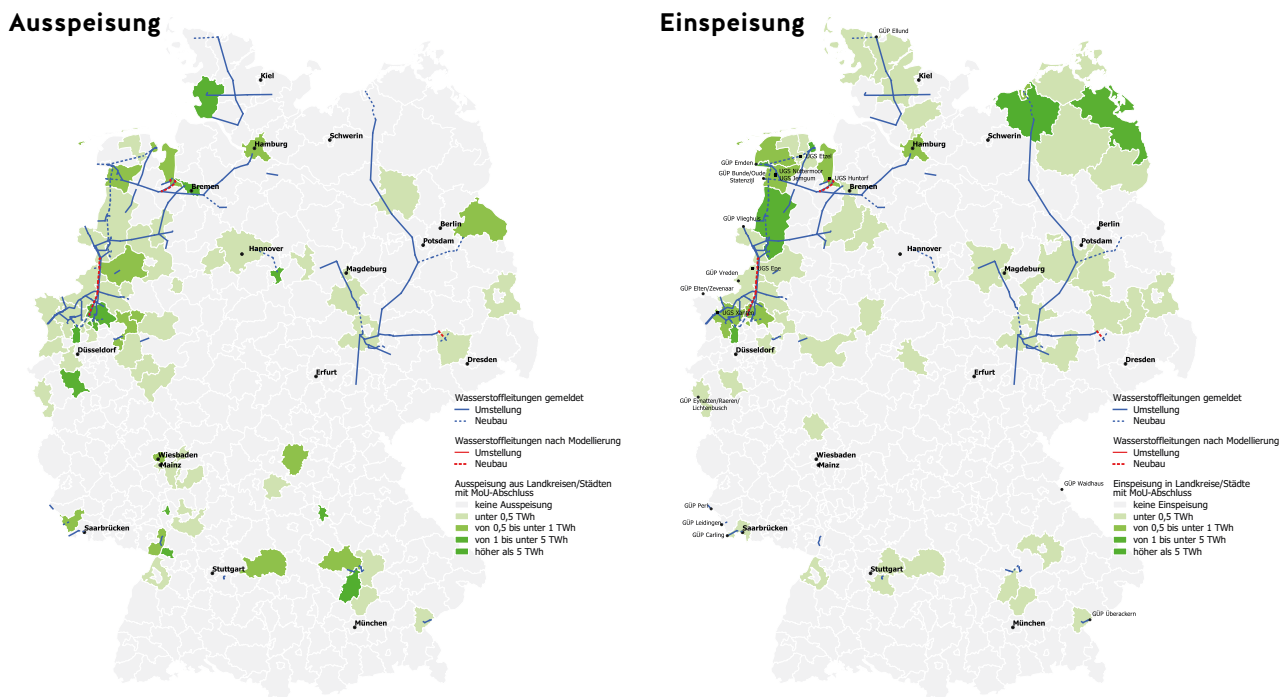 Ausspeisung
Kiel
Schwerin
Hamburg
Bremen
Berlin
Potsdam
Hannover
Magdeburg
Düsseldorf
Dresden
Erfurt
Wiesbaden
Mainz
Saarbrücken
Stuttgart
München
Wasserstoffleitungen gemeldet
Umstellung
Neubau
Wasserstoffleitungen nach Modellierung
Umstellung
Neubau
Ausspeisung aus Landkreisen/Städten
mit MoU-Abschluss
keine Ausspeisung
unter 0,5 TWh
von 0,5 bis unter 1 TWh
von 1 bis unter 5 TWh
höher als 5 TWh
Einspeisung
GÜP Ellund
Kiel
Schwerin
Hamburg
GÜP Emden
UGS Etzel
GÜP Bunde/Oude
Statenzijl
UGS Nüttermoor
UGS Jemgum
UGS Huntorf
Bremen
GÜP Vlieghuis
Berlin
Potsdam
Hannover
UGS Epe
Magdeburg
GÜP Vreden
GÜP Elten/Zevenaar
UGS Xanten
Düsseldorf
Dresden
Erfurt
GÜP Eynatten/Raeren/
Lichtenbusch
Wiesbaden
Mainz
GÜP Waidhaus
GÜP Perl
GÜP Leidingen
Saarbrücken
GÜP Carling
Stuttgart
GÜP Überackern
München
Wasserstoffleitungen gemeldet
Umstellung
Neubau
Wasserstoffleitungen nach Modellierung
Umstellung
Neubau
Einspeisung in Landkreise/Städte
mit MoU-Abschluss
keine Einspeisung
unter 0,5 TWh
von 0,5 bis unter 1 TWh
von 1 bis unter 5 TWh
höher als 5 TWh